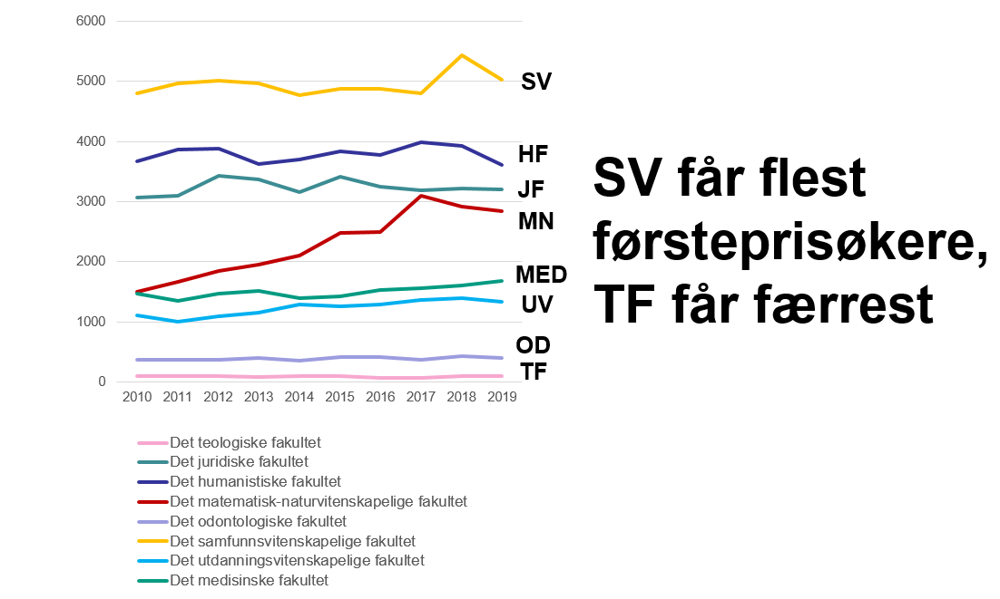 6000
5000
4000
3000
2000
1000
0
2010 2011 2012 2013 2014 2015 2016 2017 2018 2019
SV
HF
JF
MN
MED
UV
OD
TF
SV får flest
førsteprisøkere,
TF får færrest
Det teologiske fakultet
Det juridiske fakultet
Det humanistiske fakultet
Det matematisk-naturvitenskapelige fakultet
Det odontologiske fakultet
Det samfunnsvitenskapelige fakultet
Det utdanningsvitenskapelige fakultet
Det medisinske fakultet